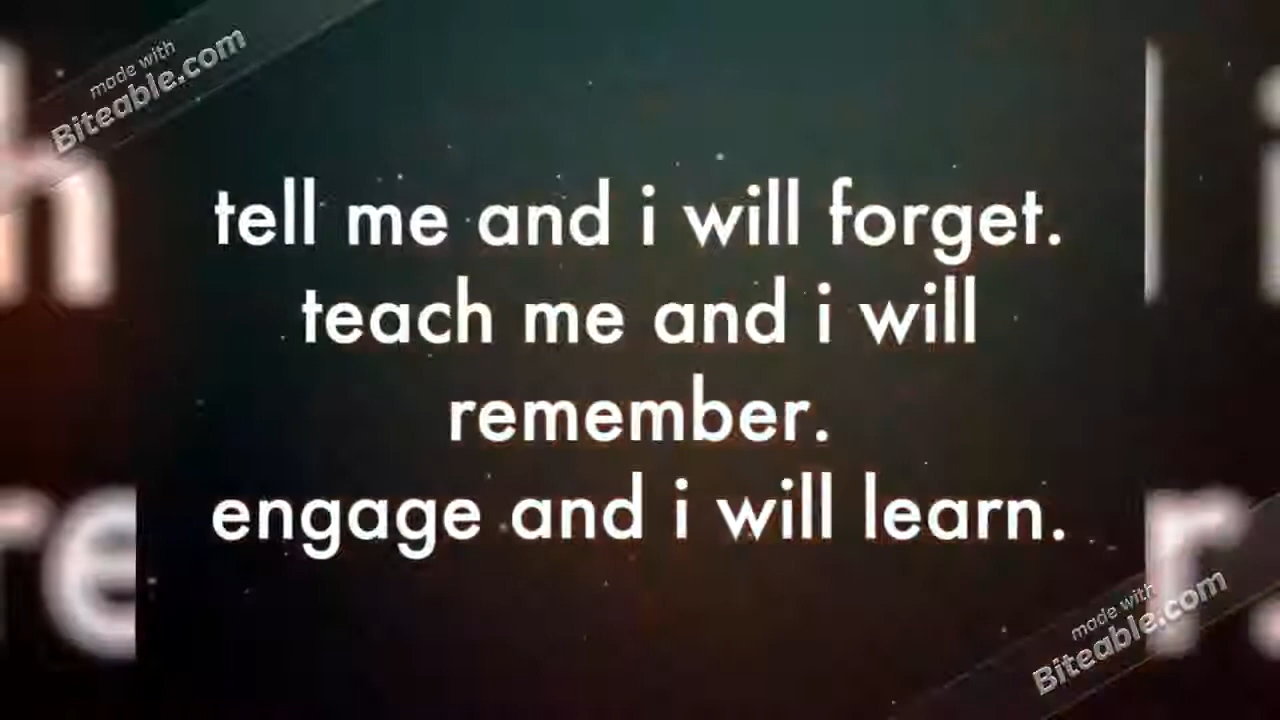 made with
Biteable.com
tell me and i will forget.
teach me and i will
remember.
engage and i will learn.
made with
Biteable.com